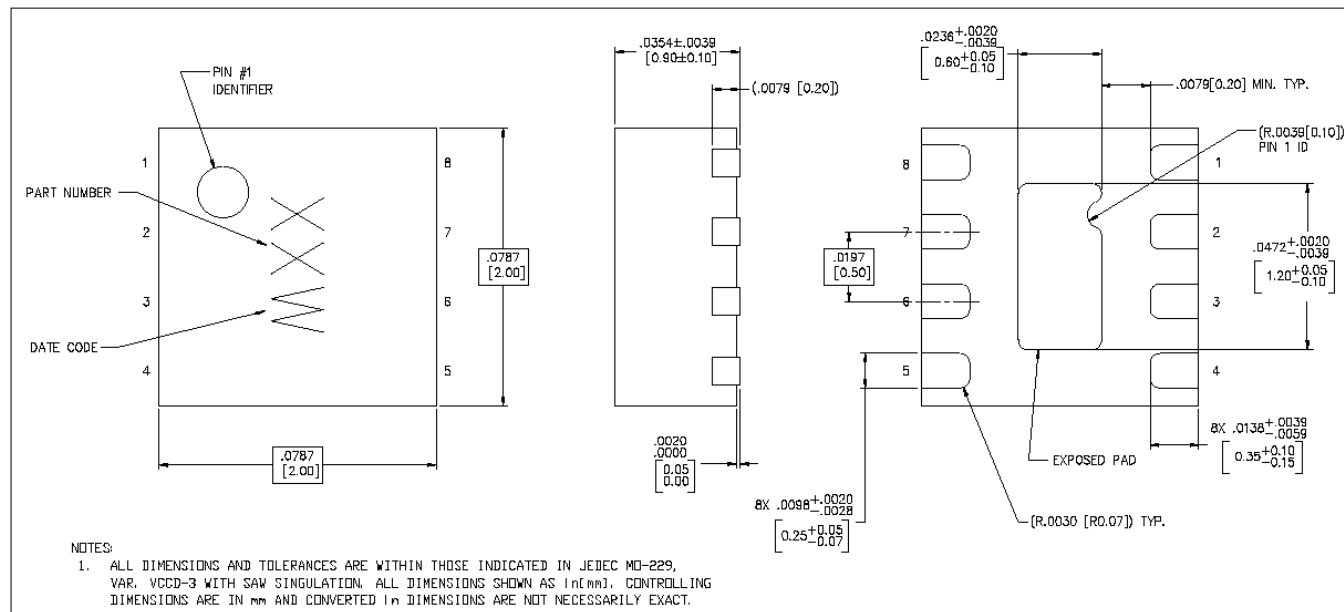 PIN #1
IDENTIFIER
PART NUMBER
DATE CODE
1
2
3
4
8
7
6
5
.0787
[2.00]
.0787
[2.00]
.0354±.0039
[0.90±0.10]
(.0079 [0.20])
.0020
.0000
[0.05
0.00]
.0236+.0020
-.0039
[0.60+0.05
-0.10]
.0079[0.20] MIN. TYP.
(R.0039[0.10])
PIN 1 ID
8
7
6
5
1
2
3
4
.0197
[0.50]
.0472+.0020
-.0039
[1.20+0.05
-0.10]
8X .0138+.0039
-.0059
[0.35+0.10
-0.15]
EXPOSED PAD
8X .0098+.0020
-.0028
[0.25+0.05
-0.07]
(R.0030 [R0.07]) TYP.
NOTES:
1. ALL DIMENSIONS AND TOLERANCES ARE WITHIN THOSE INDICATED IN JEDEC MO-229,
VAR. VCCD-3 WITH SAW SINGULATION. ALL DIMENSIONS SHOWN AS in[mm]. CONTROLLING
DIMENSIONS ARE IN mm AND CONVERTED in DIMENSIONS ARE NOT NECESSARILY EXACT.